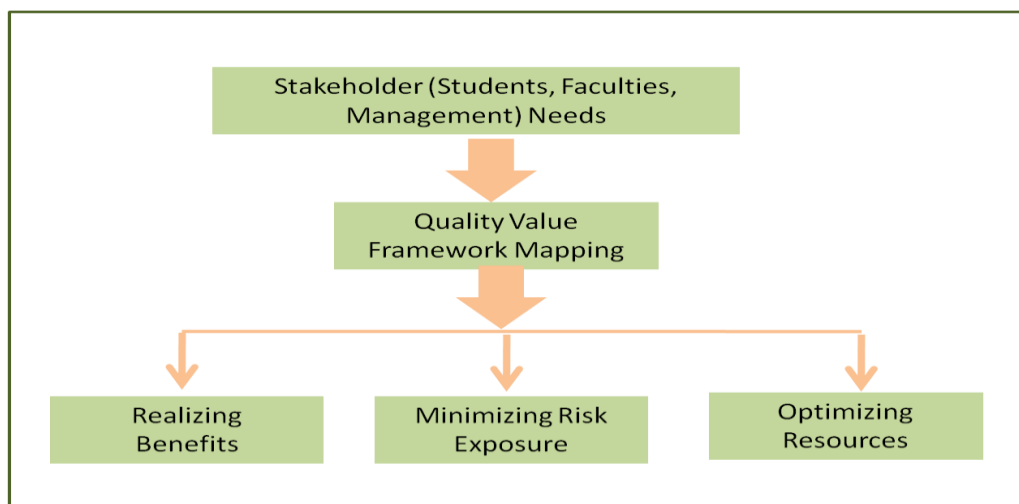 Stakeholder (Students, Faculties,
Management) Needs
Quality Value
Framework Mapping
Realizing
Benefits
Minimizing Risk
Exposure
Optimizing
Resources